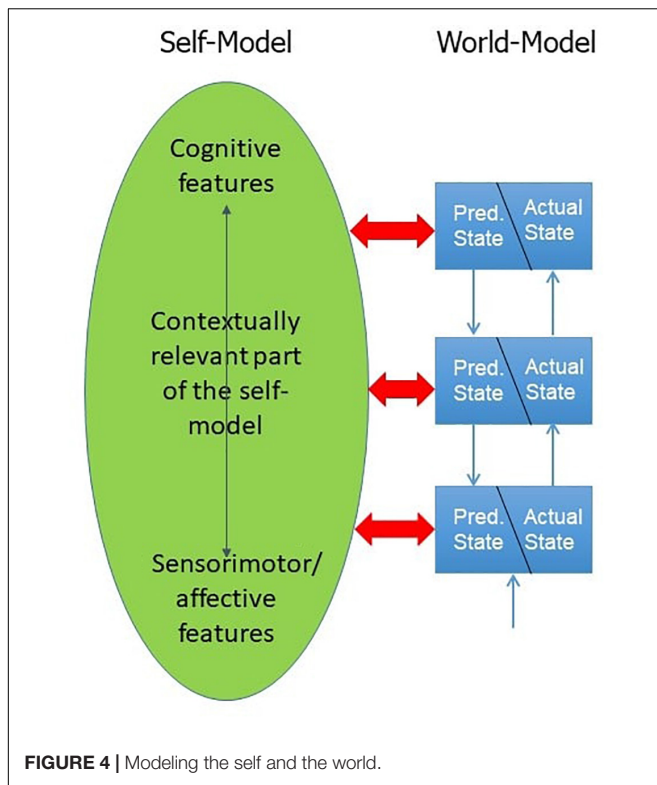 Self-Model
World-Model
Cognitive
features
Contextually
relevant part
of the self-
model
Sensorimotor/
affective
features
Pred.
State
Actual
State
Pred.
State
Actual
State
Pred.
State
Actual
State
FIGURE 4 | Modeling the self and the world.